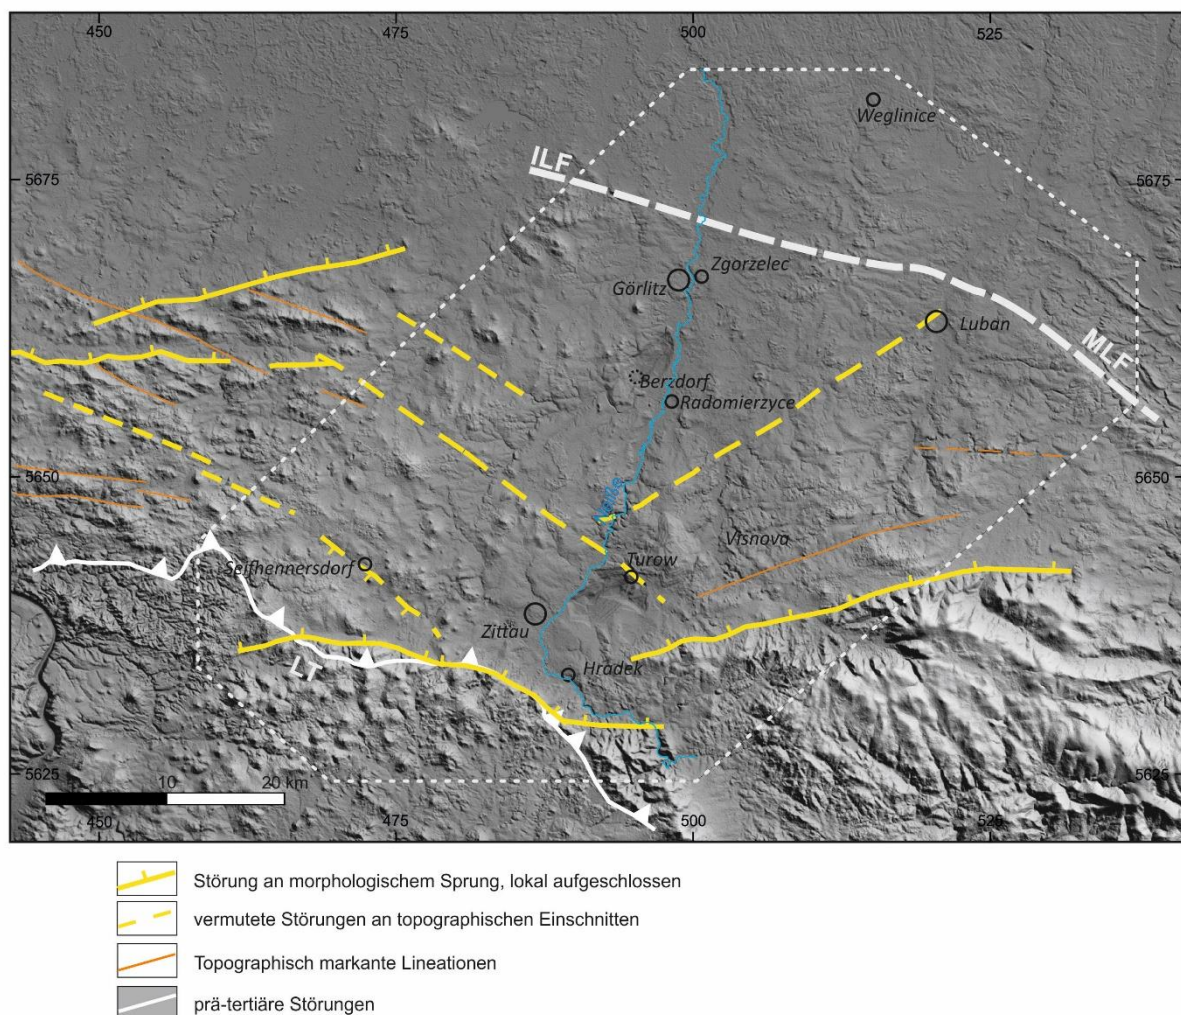 450
475
500
525
Weglinice
5675
ILF
5675
Zgorzelec
Görlitz
Luban
MLF
Berzdorf
Radomierzyce
5650
5650
Neiße
Visnova
Turow
Seifhennersdorf
Zittau
LT
Hradek
5625
5625
10
20 km
450
475
500
525
Störung an morphologischem Sprung, lokal aufgeschlossen
vermutete Störungen an topographischen Einschnitten
Topographisch markante Lineationen
prä-tertiäre Störungen